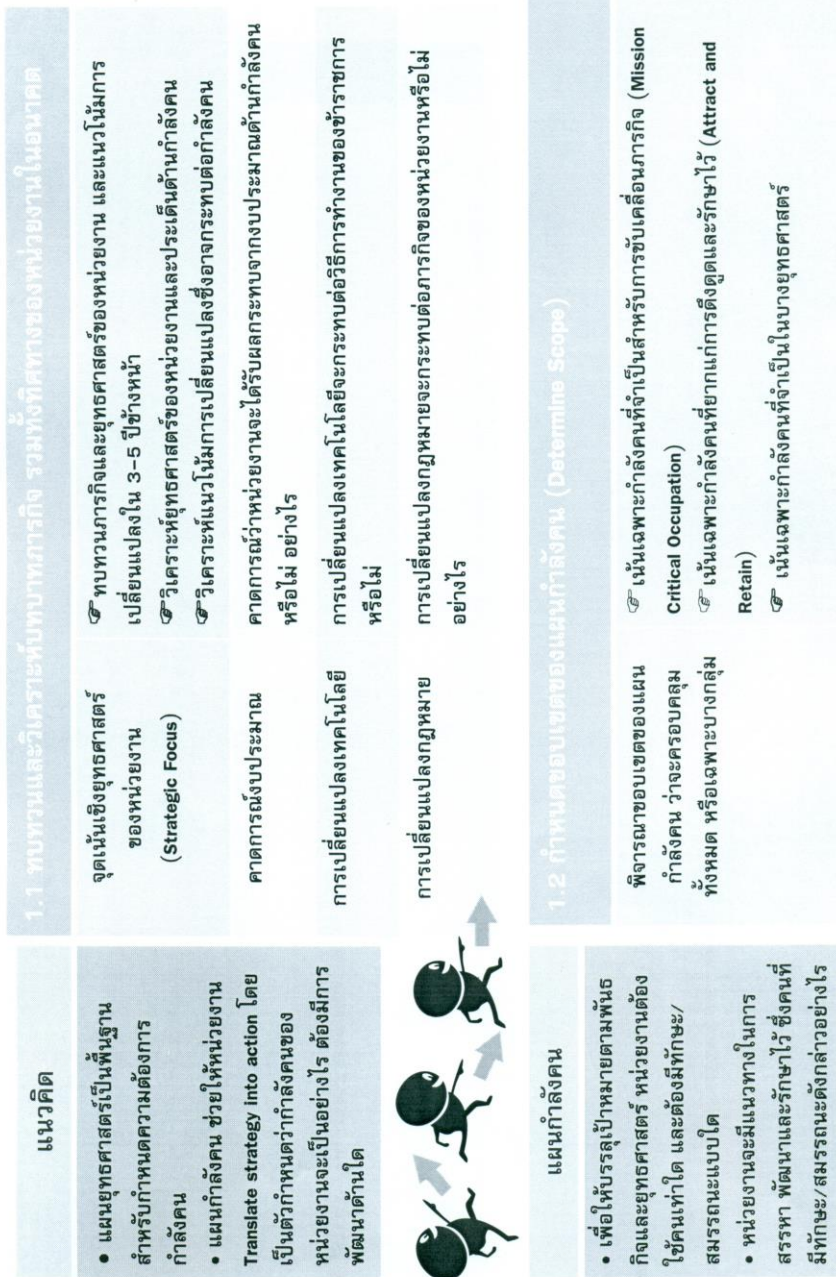 แนวคิด
• แผนยุทธศาสตร์เป็นพื้นฐาน
สำหรับกำหนดความต้องการ
กำลังคน
• แผนกำลังคน ช่วยให้หน่วยงาน
Translate strategy into action โดย
เป็นตัวกำหนดว่ากำลังคนของ
หน่วยงานจะเป็นอย่างไร ต้องมีการ
พัฒนาด้านใด
1.1 ทบทวนและวิเคราะห์บทบาทภารกิจ รวมทั้งทิศทางของหน่วยงานในอนาคต
จุดเน้นเชิงยุทธศาสตร์
ของหน่วยงาน
(Strategic Focus)
☞ ทบทวนภารกิจและยุทธศาสตร์ของหน่วยงาน และแนวโน้มการ
เปลี่ยนแปลงใน 3-5 ปีข้างหน้า
☞วิเคราะห์ยุทธศาสตร์ของหน่วยงานและประเด็นด้านกำลังคน
☞วิเคราะห์แนวโน้มการเปลี่ยนแปลงซึ่งอาจกระทบต่อกำลังคน
คาดการณ์งบประมาณ
คาดการณ์ว่าหน่วยงานจะได้รับผลกระทบจากงบประมาณด้านกำลังคน
หรือไม่ อย่างไร
การเปลี่ยนแปลงเทคโนโลยี
การเปลี่ยนแปลงเทคโนโลยีจะกระทบต่อวิธีการทำงานของข้าราชการ
หรือไม่
การเปลี่ยนแปลงกฎหมาย
การเปลี่ยนแปลงกฎหมายจะกระทบต่อภารกิจของหน่วยงานหรือไม่
อย่างไร
แผนกำลังคน
• เพื่อให้บรรลุเป้าหมายตามพันธ
กิจและยุทธศาสตร์ หน่วยงานต้อง
ใช้คนเท่าใด และต้องมีทักษะ/
สมรรถนะแบบใด
• หน่วยงานจะมีแนวทางในการ
สรรหา พัฒนาและรักษาไว้ ซึ่งคนที่
มีทักษะ/สมรรถนะดังกล่าวอย่างไร
1.2 กำหนดขอบเขตของแผนกำลังคน (Determine Scope)
พิจารณาขอบเขตของแผน
กำลังคน ว่าจะครอบคลุม
ทั้งหมด หรือเฉพาะบางกลุ่ม
☞ เน้นเฉพาะกำลังคนที่จำเป็นสำหรับการขับเคลื่อนภารกิจ (Mission
Critical Occupation)
☞ เน้นเฉพาะกำลังคนที่ยากแก่การดึงดูดและรักษาไว้ (Attract and
Retain)
☞ เน้นเฉพาะกำลังคนที่จำเป็นในบางยุทธศาสตร์